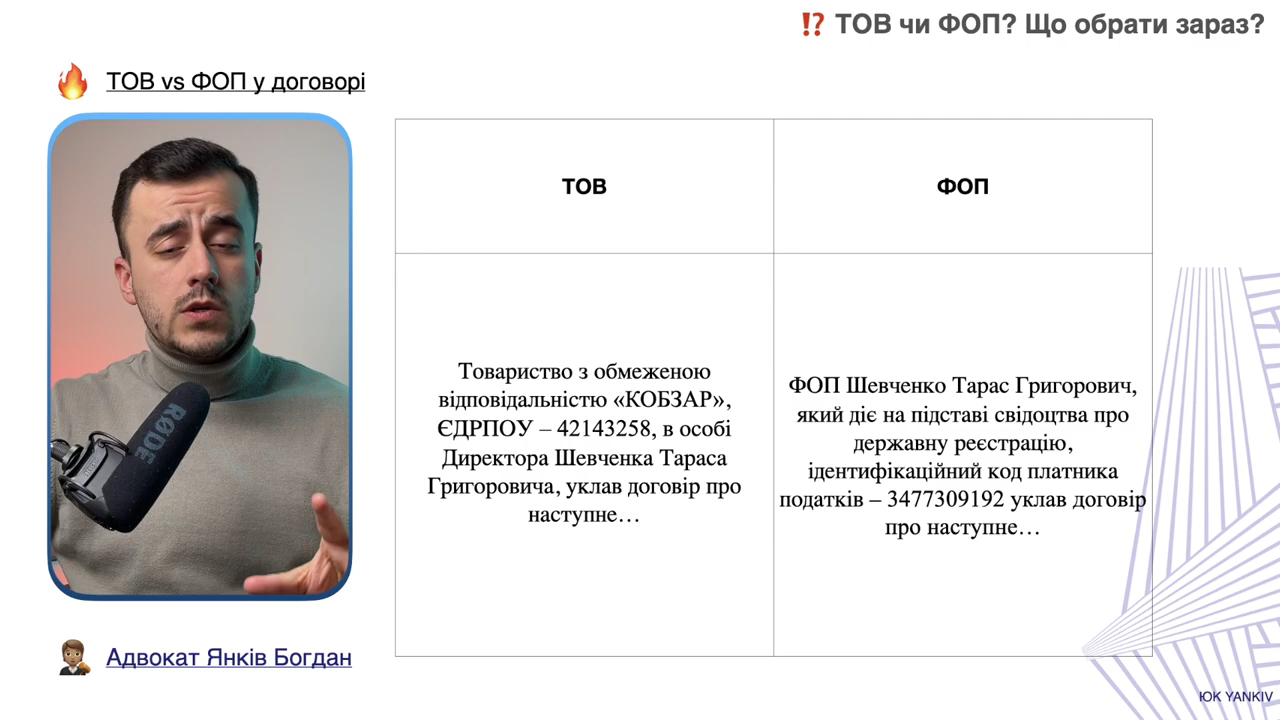 ⁉️ ТОВ чи ФОП? Що обрати зараз?
🔥 ТОВ vs ФОП у договорі
RØDE
ТОВ
ФОП
Товариство з обмеженою
відповідальністю «КОБЗАР»,
ЄДРПОУ – 42143258, в особі
Директора Шевченка Тараса
Григоровича, уклав договір про
наступне…
ФОП Шевченко Тарас Григорович,
який діє на підставі свідоцтва про
державну реєстрацію,
ідентифікаційний код платника
податків – 3477309192 уклав договір
про наступне…
Адвокат Янків Богдан
ЮК YANKIV